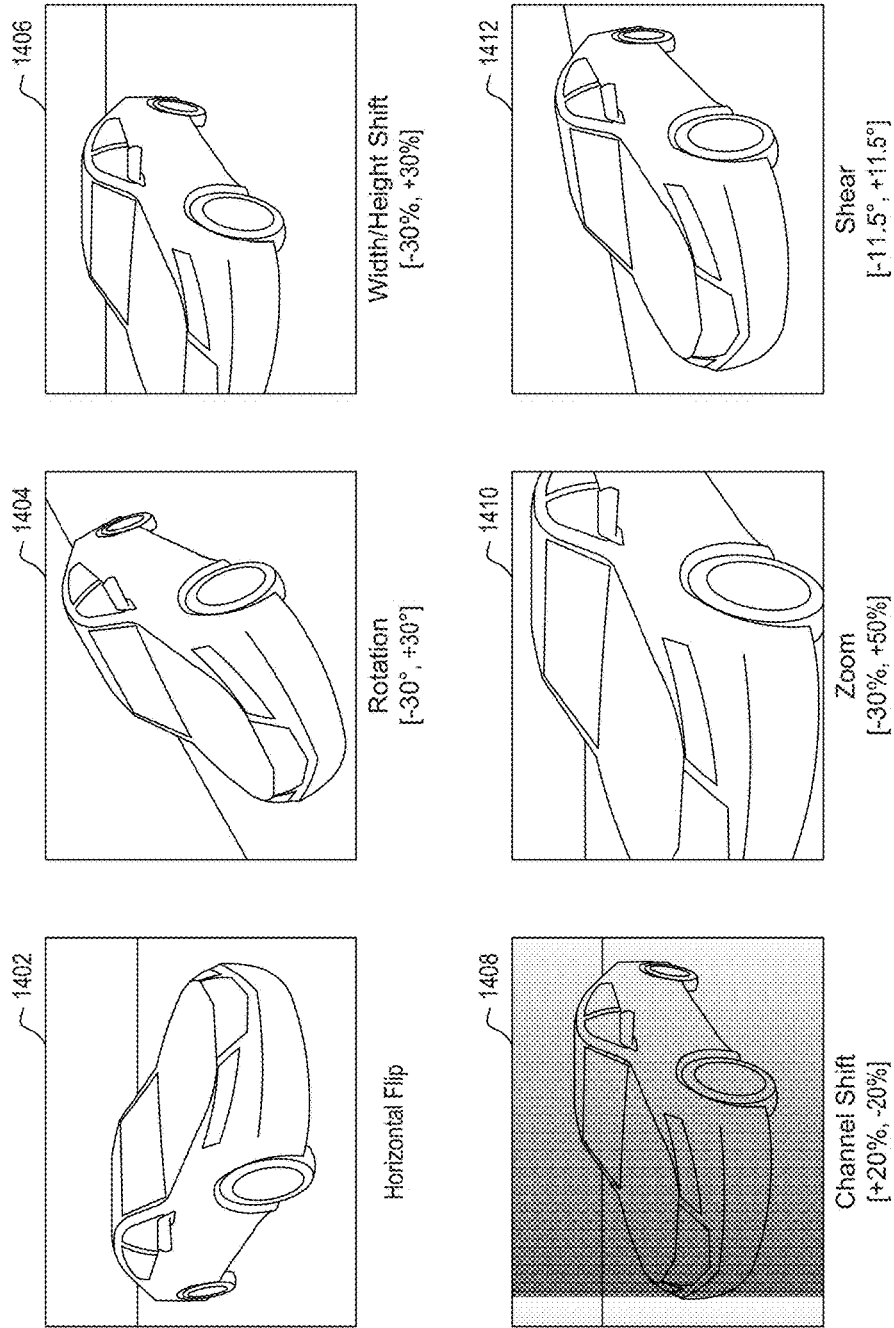 1402
Horizontal Flip
1404
Rotation
[-30°, +30°]
1406
Width/Height Shift
[-30%, +30%]
1408
Channel Shift
[+20%, -20%]
1410
Zoom
[-30%, +50%]
1412
Shear
[-11.5°, +11.5°]